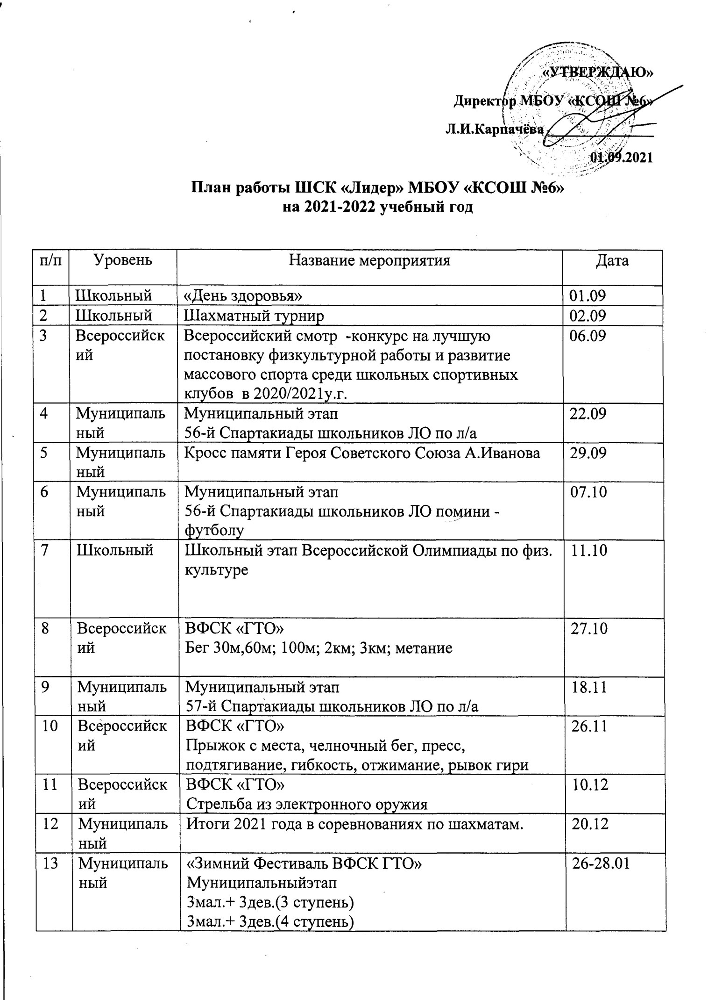 «УТВЕРЖДАЮ»
Директор МБОУ «КСОШ №6»
Л.И.Карпачёва
01.09.2021
План работы ШСК «Лидер» МБОУ «КСОШ №6»
на 2021-2022 учебный год
п/п Уровень Название мероприятия Дата
1 Школьный «День здоровья» 01.09
2 Школьный Шахматный турнир 02.09
3 Всероссийск Всероссийский смотр -конкурс на лучшую 06.09
ий постановку физкультурной работы и развитие
массового спорта среди школьных спортивных
клубов в 2020/2021у.г.
4 Муниципаль Муниципальный этап 22.09
ный 56-й Спартакиады школьников ЛО по л/а
5 Муниципаль Кросс памяти Героя Советского Союза А.Иванова 29.09
ный
6 Муниципаль Муниципальный этап 07.10
ный 56-й Спартакиады школьников ЛО помини -
футболу
7 Школьный Школьный этап Всероссийской Олимпиады по физ. 11.10
культуре
8 Всероссийск ВФСК «ГТО» 27.10
ий Бег 30м,60м; 100м; 2км; 3км; метание
9 Муниципаль Муниципальный этап 18.11
ный 57-й Спартакиады школьников ЛО по л/а
10 Всероссийск ВФСК «ГТО» 26.11
ий Прыжок с места, челночный бег, пресс,
подтягивание, гибкость, отжимание, рывок гири
11 Всероссийск ВФСК «ГТО» 10.12
ий Стрельба из электронного оружия
12 Муниципаль Итоги 2021 года в соревнованиях по шахматам. 20.12
ный
13 Муниципаль «Зимний Фестиваль ВФСК ГТО» 26-28.01
ный Муниципальныйэтап
3мал.+ 3дев.(3 ступень)
3мал.+ 3дев.(4 ступень)